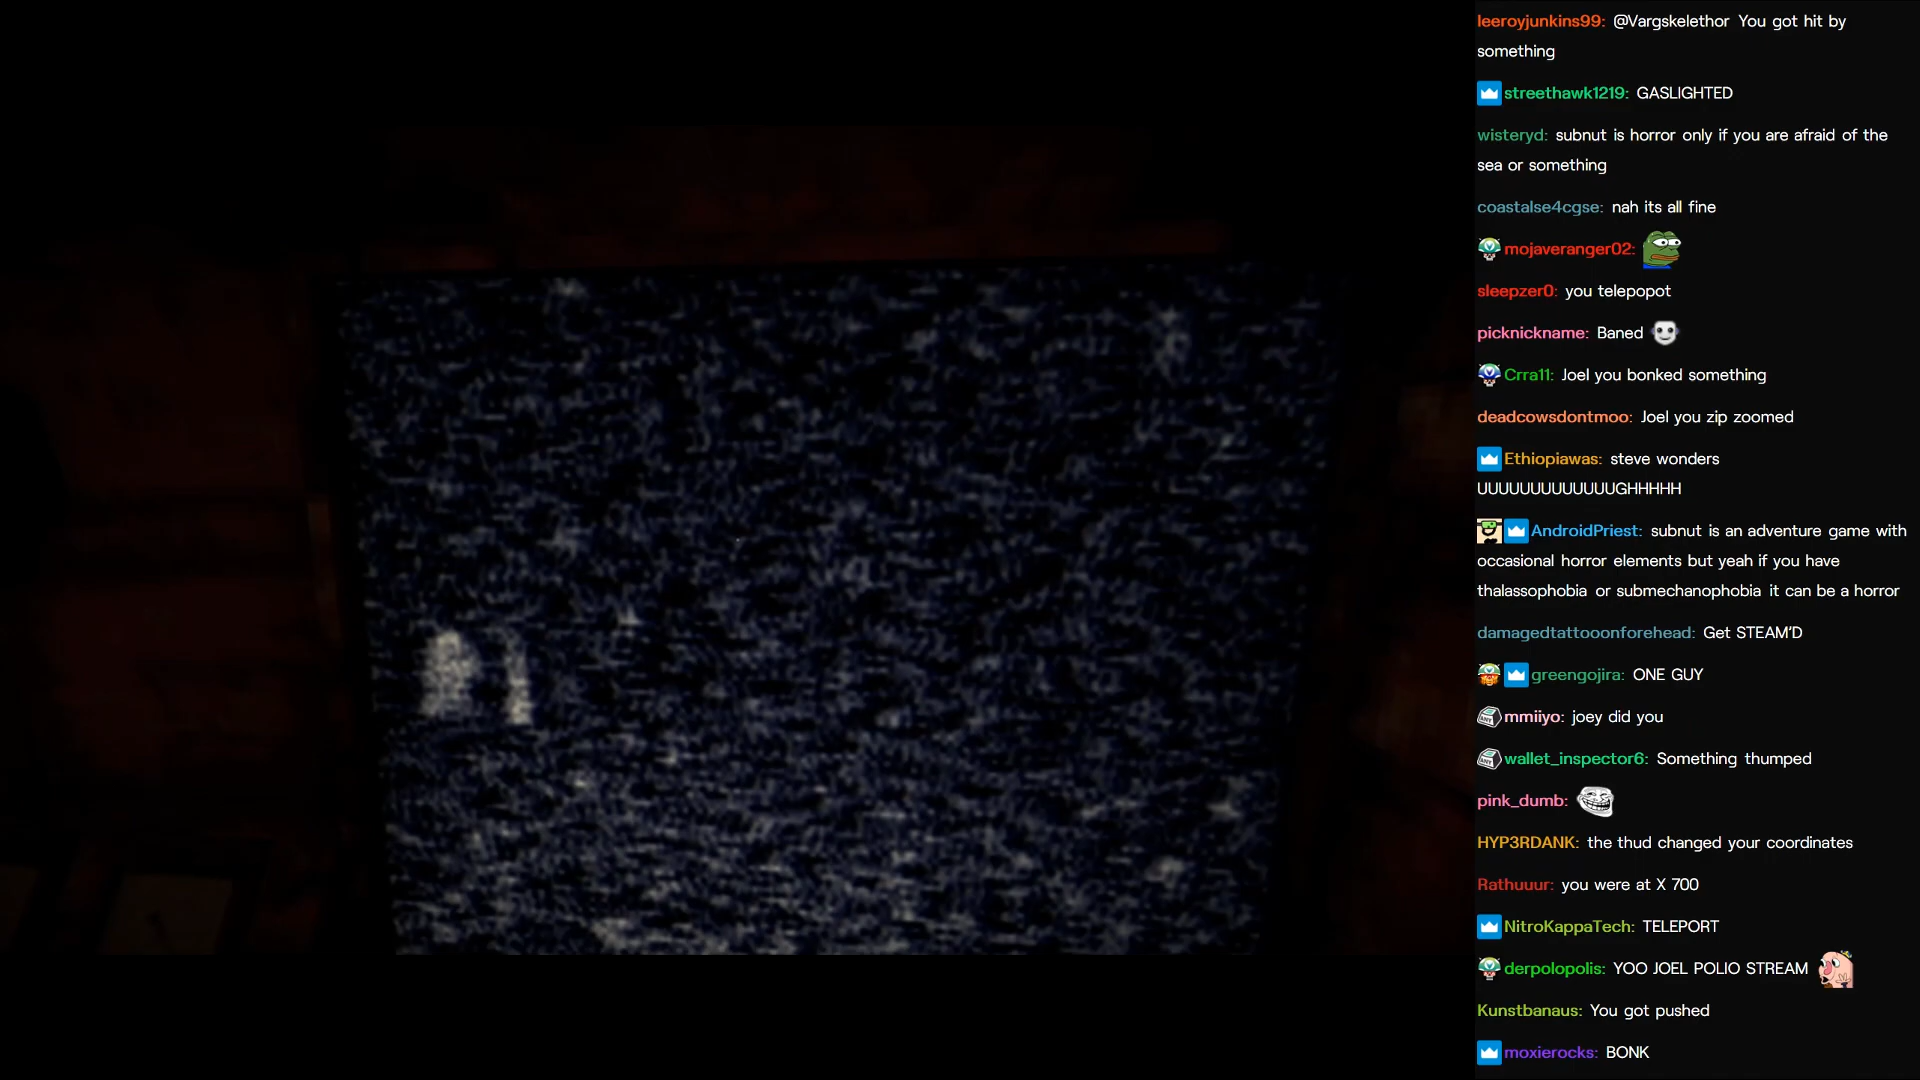 leeroyjunkins99: @Vargskelethor You got hit by
something
streethawk1219: GASLIGHTED
wisteryd: subnut is horror only if you are afraid of the
sea or something
coastalse4cgse: nah its all fine
mojaveranger02:
sleepzer0: you telepopot
picknickname: Baned
Crra11: Joel you bonked something
deadcowsdontmoo: Joel you zip zoomed
Ethiopiawas: steve wonders
UUUUUUUUUUUUUGHHHHH
AndroidPriest: subnut is an adventure game with
occasional horror elements but yeah if you have
thalassophobia or submechanophobia it can be a horror
damagedtattooonforehead: Get STEAM'D
greengojira: ONE GUY
mmiiyo: joey did you
wallet_inspector6: Something thumped
pink_dumb:
HYP3RDANK: the thud changed your coordinates
Rathuuur: you were at X 700
NitroKappaTech: TELEPORT
derpolopolis: YOO JOEL POLIO STREAM
Kunstbanaus: You got pushed
moxierocks: BONK